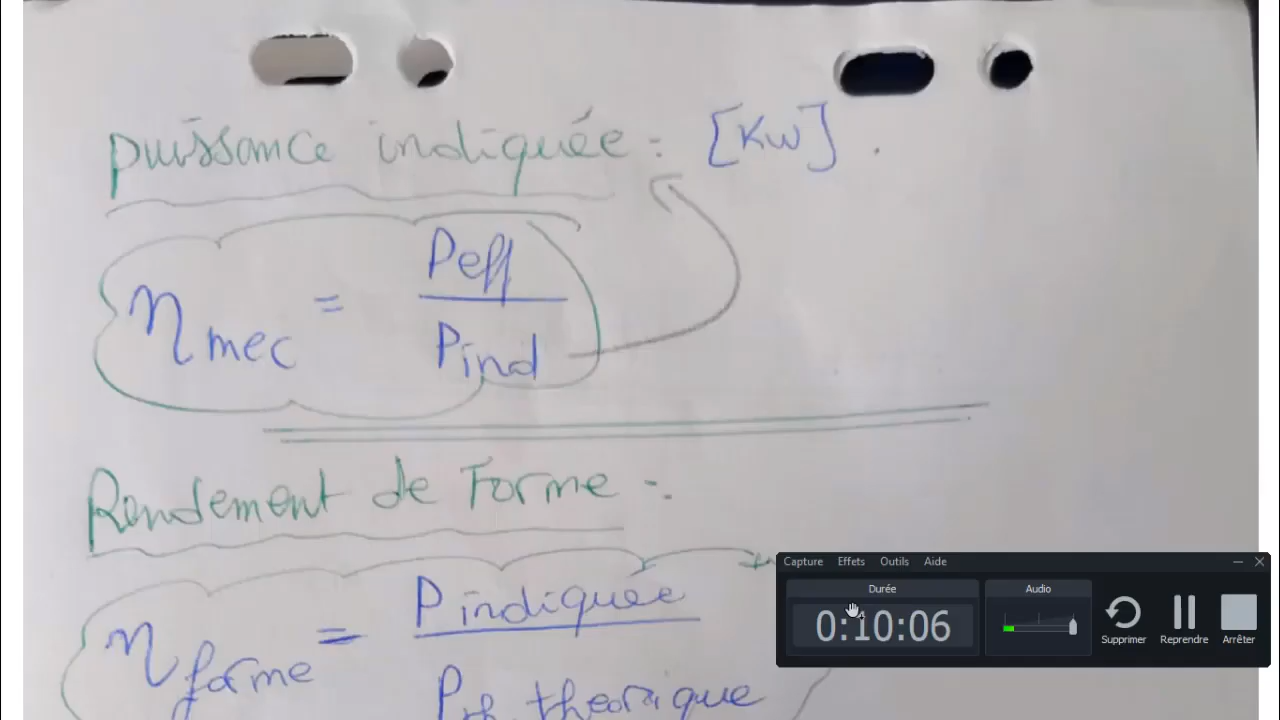 puissance indiquée : [Kw].
η mec = Peff / Pind
Rendement de Forme :
η forme = P indiquée / P théorique
Capture Effets Outils Aide
Durée
Audio
0:10:06
Supprimer Reprendre Arrêter